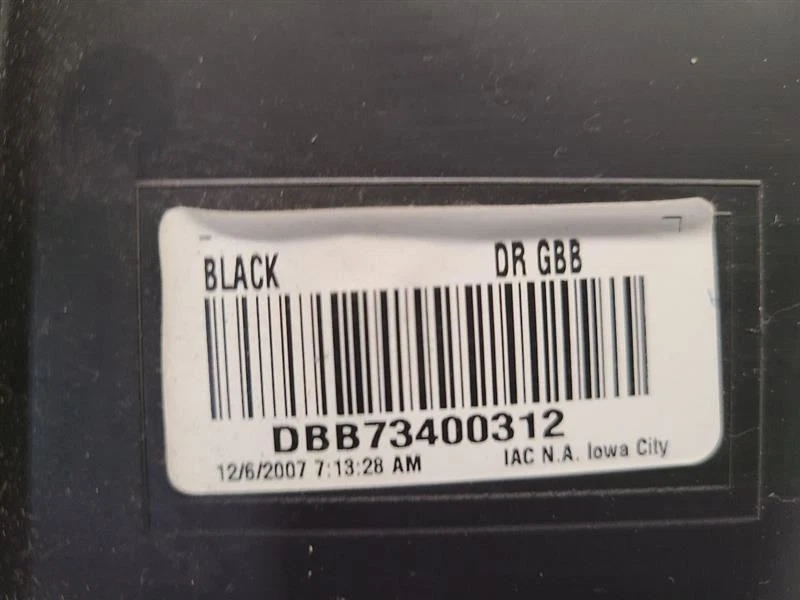 BLACK DR GBB
DBB73400312
12/6/2007 7:13:28 AM IAC N.A. Iowa City